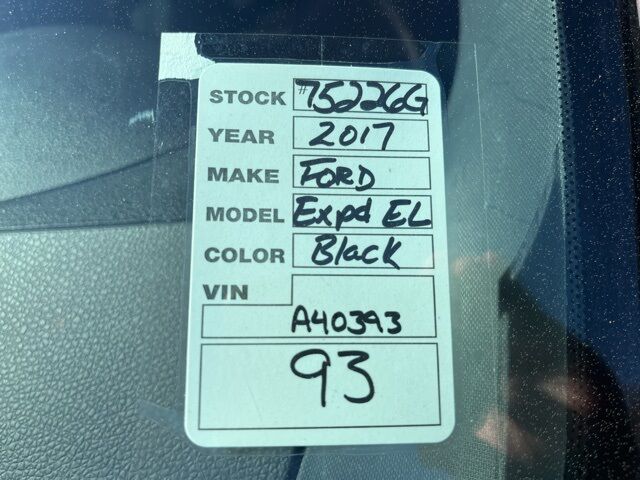 STOCK #75226G
YEAR 2017
MAKE FORD
MODEL Expd EL
COLOR Black
VIN
A40393
93